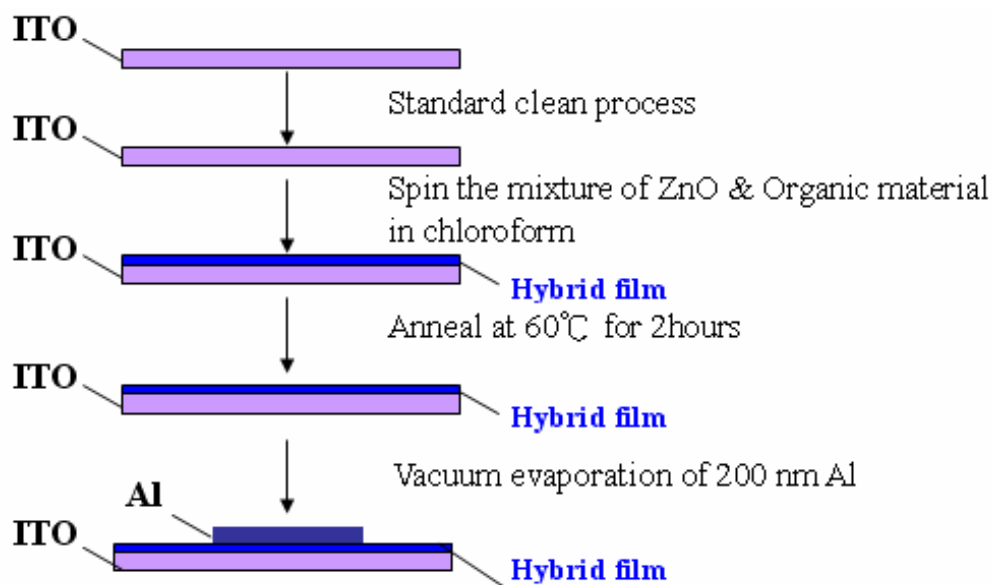 ITO
Standard clean process
ITO
Spin the mixture of ZnO & Organic material
in chloroform
ITO
Hybrid film
Anneal at 60℃ for 2hours
ITO
Hybrid film
Vacuum evaporation of 200 nm Al
Al
ITO
Hybrid film